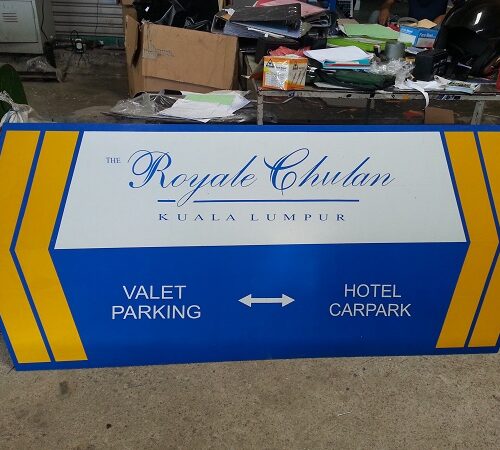 THE Royale Chulan
KUALA LUMPUR
VALET PARKING
HOTEL CARPARK